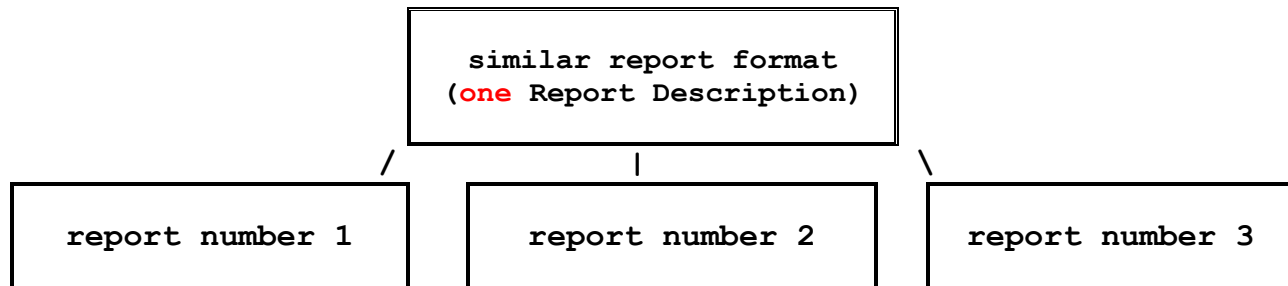 similar report format
(one Report Description)
/ | \
report number 1 report number 2 report number 3